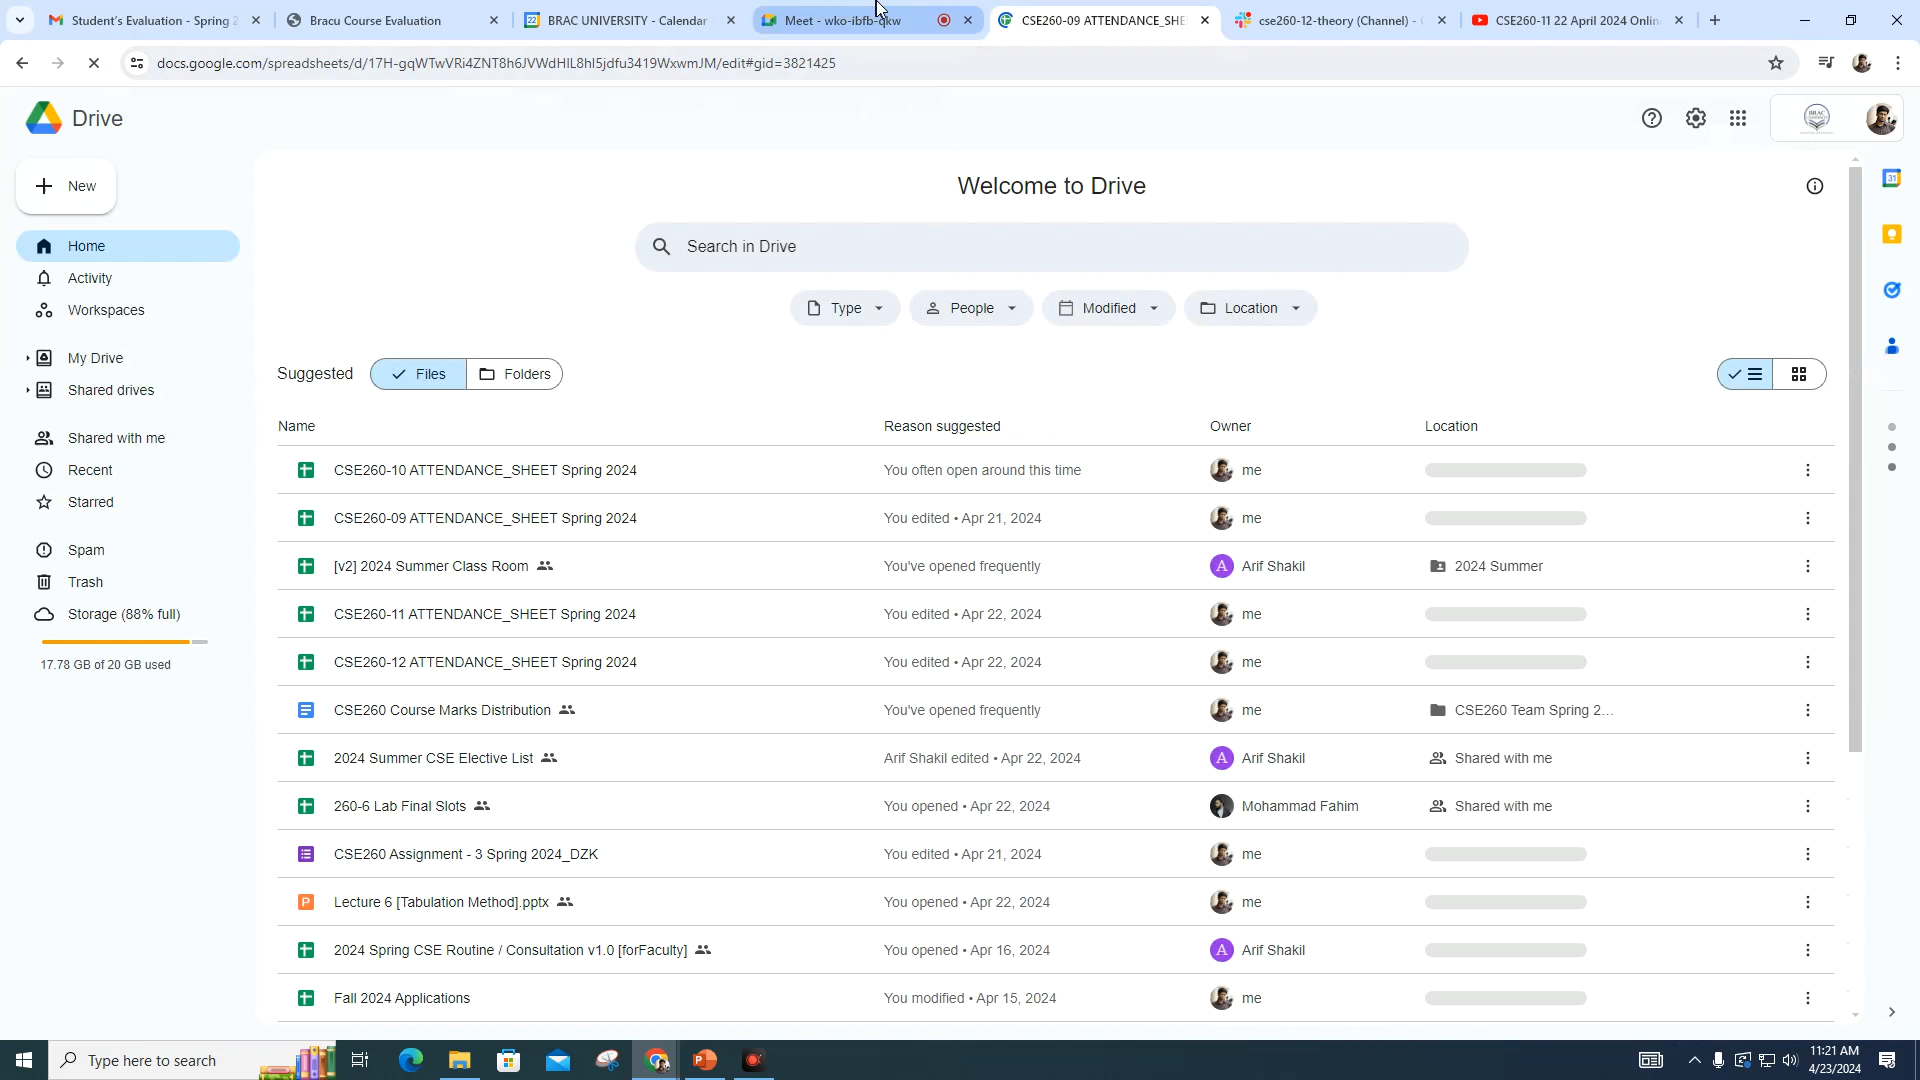 Student's Evaluation - Spring 2
Bracu Course Evaluation
BRAC UNIVERSITY - Calendar
Meet - wko-ibfb-qkw
CSE260-09 ATTENDANCE_SHE
cse260-12-theory (Channel) -
CSE260-11 22 April 2024 Onlin
docs.google.com/spreadsheets/d/17H-gqWTwVRi4ZNT8h6JVWdHIL8hI5jdfu3419WxwmJM/edit#gid=3821425
Drive
New
Welcome to Drive
Search in Drive
Home
Activity
Workspaces
My Drive
Shared drives
Shared with me
Recent
Starred
Spam
Trash
Storage (88% full)
17.78 GB of 20 GB used
Type People Modified Location
Suggested Files Folders
Name Reason suggested Owner Location
CSE260-10 ATTENDANCE_SHEET Spring 2024 You often open around this time me
CSE260-09 ATTENDANCE_SHEET Spring 2024 You edited • Apr 21, 2024 me
[v2] 2024 Summer Class Room You've opened frequently A Arif Shakil 2024 Summer
CSE260-11 ATTENDANCE_SHEET Spring 2024 You edited • Apr 22, 2024 me
CSE260-12 ATTENDANCE_SHEET Spring 2024 You edited • Apr 22, 2024 me
CSE260 Course Marks Distribution You've opened frequently me CSE260 Team Spring 2...
2024 Summer CSE Elective List Arif Shakil edited • Apr 22, 2024 A Arif Shakil Shared with me
260-6 Lab Final Slots You opened • Apr 22, 2024 Mohammad Fahim Shared with me
CSE260 Assignment - 3 Spring 2024_DZK You edited • Apr 21, 2024 me
P Lecture 6 [Tabulation Method].pptx You opened • Apr 22, 2024 me
2024 Spring CSE Routine / Consultation v1.0 [forFaculty] You opened • Apr 16, 2024 A Arif Shakil
Fall 2024 Applications You modified • Apr 15, 2024 me
Type here to search
11:21 AM
4/23/2024